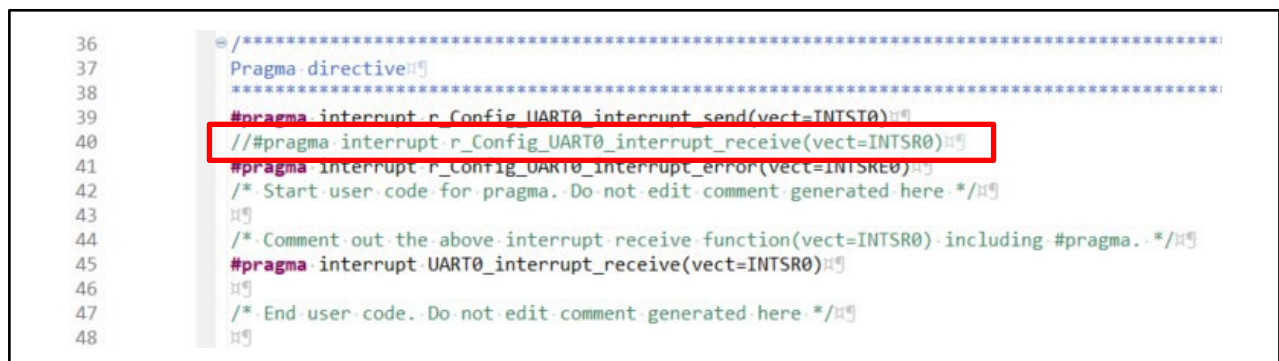 36 /****************************************************************************************
37 Pragma directive
38 ****************************************************************************************
39 #pragma interrupt r_Config_UART0_interrupt_send(vect=INTST0)
40 //#pragma interrupt r_Config_UART0_interrupt_receive(vect=INTSR0)
41 #pragma interrupt r_Config_UART0_interrupt_error(vect=INTSRE0)
42 /* Start user code for pragma. Do not edit comment generated here */
43
44 /* Comment out the above interrupt receive function(vect=INTSR0) including #pragma. */
45 #pragma interrupt UART0_interrupt_receive(vect=INTSR0)
46
47 /* End user code. Do not edit comment generated here */
48